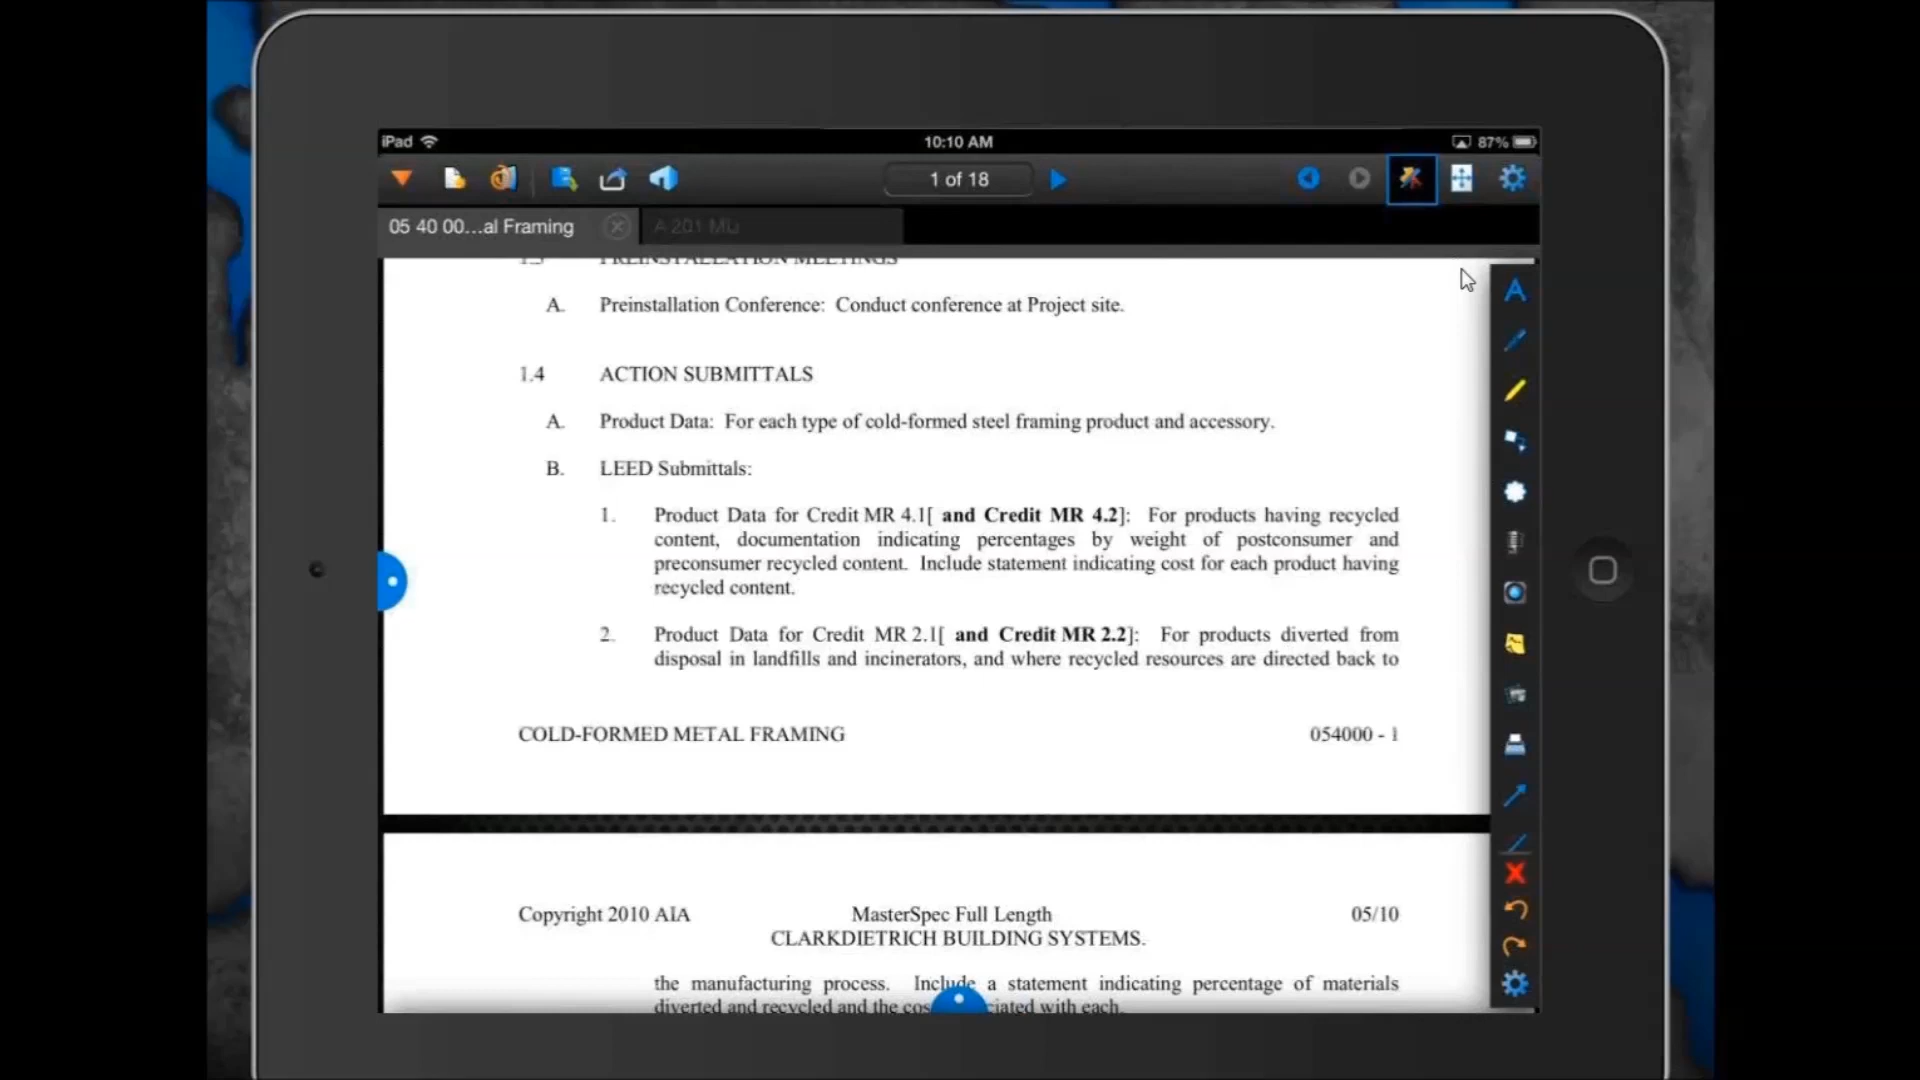 iPad
10:10 AM
87%
1 of 18
05 40 00...al Framing
A 201 MU
PREINSTALLATION MEETINGS
A. Preinstallation Conference: Conduct conference at Project site.
1.4 ACTION SUBMITTALS
A. Product Data: For each type of cold-formed steel framing product and accessory.
B. LEED Submittals:
1. Product Data for Credit MR 4.1[ and Credit MR 4.2]: For products having recycled
content, documentation indicating percentages by weight of postconsumer and
preconsumer recycled content. Include statement indicating cost for each product having
recycled content.
2. Product Data for Credit MR 2.1[ and Credit MR 2.2]: For products diverted from
disposal in landfills and incinerators, and where recycled resources are directed back to
COLD-FORMED METAL FRAMING 054000 - 1
Copyright 2010 AIA MasterSpec Full Length 05/10
CLARKDIETRICH BUILDING SYSTEMS.
the manufacturing process. Include a statement indicating percentage of materials
diverted and recycled and the cos ciated with each.